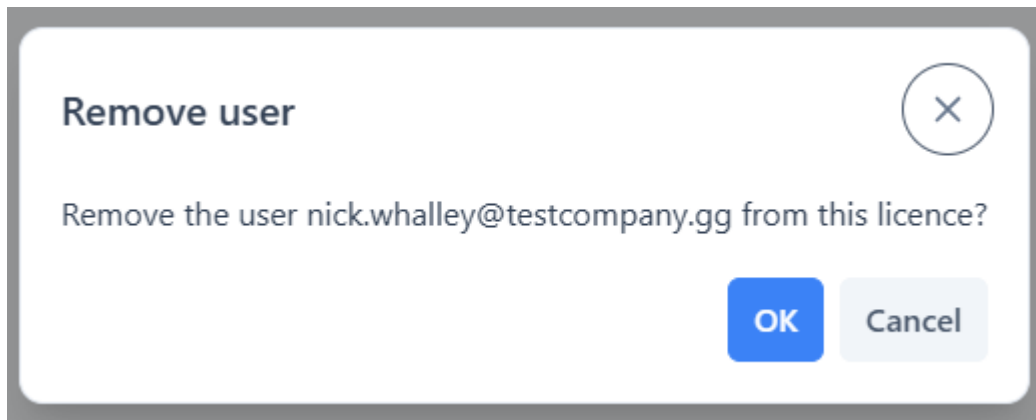 Remove user
Remove the user nick.whalley@testcompany.gg from this licence?
OK
Cancel